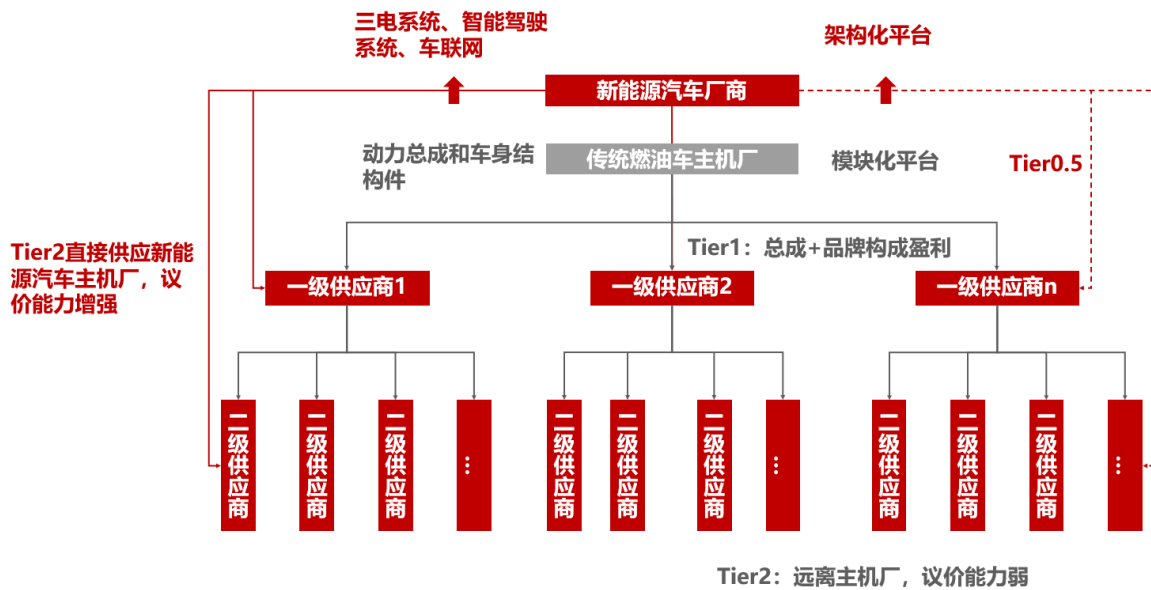 三电系统、智能驾驶
系统、车联网
架构化平台
新能源汽车厂商
动力总成和车身结
构件
传统燃油车主机厂
模块化平台
Tier0.5
Tier1：总成+品牌构成盈利
Tier2直接供应新能
源汽车主机厂，议
价能力增强
一级供应商1
一级供应商2
一级供应商n
二级供应商
二级供应商
二级供应商
...
二级供应商
二级供应商
二级供应商
...
二级供应商
二级供应商
二级供应商
...
Tier2：远离主机厂，议价能力弱